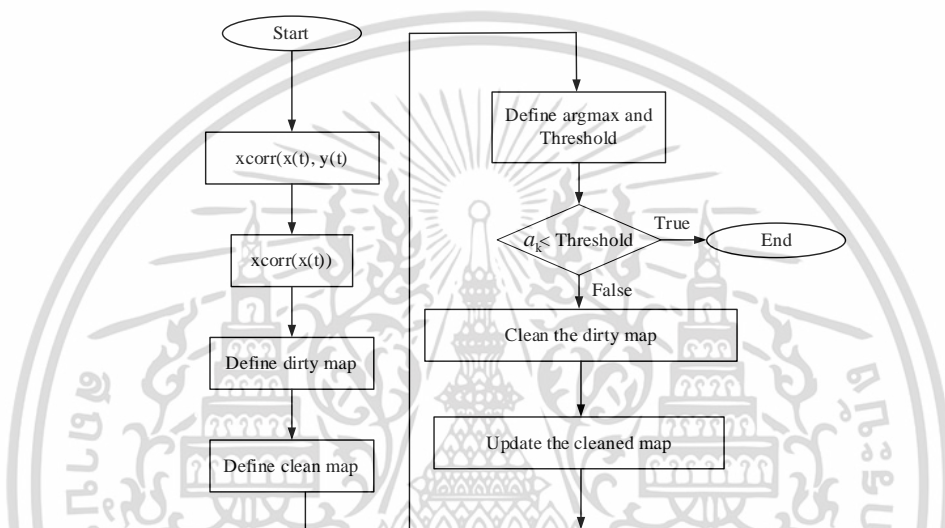 Start
xcorr(x(t), y(t)
xcorr(x(t))
Define dirty map
Define clean map
Define argmax and
Threshold
aₖ< Threshold
True
End
False
Clean the dirty map
Update the cleaned map